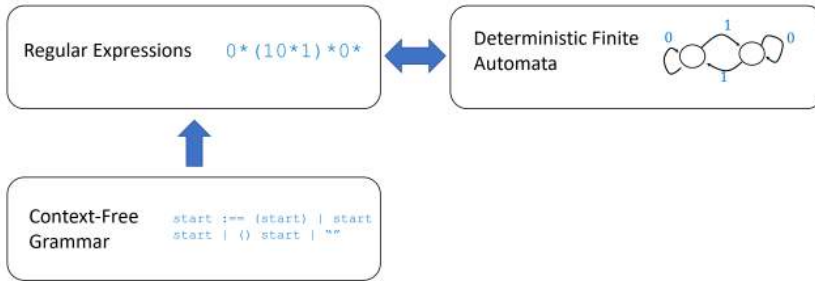 Regular Expressions
0*(10*1)*0*
Deterministic Finite
Automata
0
1
1
0
Context-Free
Grammar
start :== (start) | start
start | () start | “”